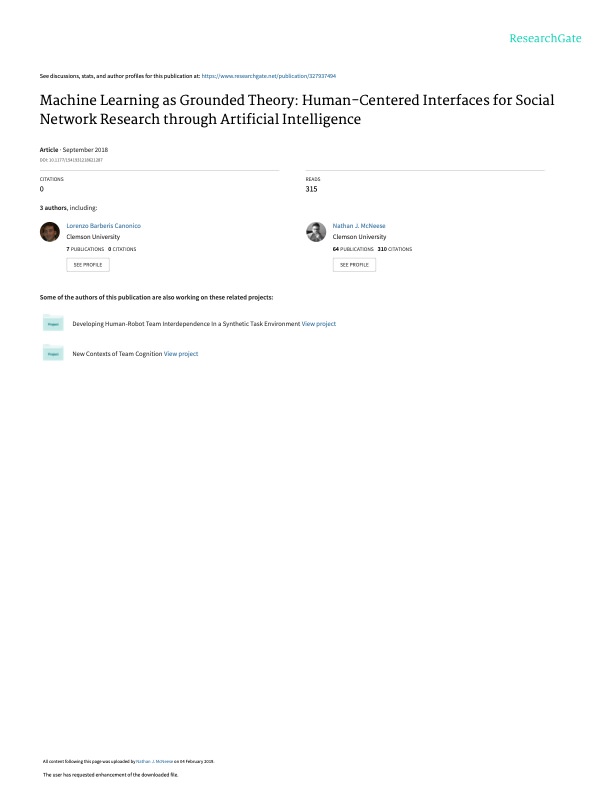 ResearchGate
See discussions, stats, and author profiles for this publication at: https://www.researchgate.net/publication/327937494
Machine Learning as Grounded Theory: Human-Centered Interfaces for Social
Network Research through Artificial Intelligence
Article · September 2018
DOI: 10.1177/1541931218621287
CITATIONS
0
READS
315
3 authors, including:
Lorenzo Barberis Canonico
Clemson University
7 PUBLICATIONS 0 CITATIONS
SEE PROFILE
Nathan J. McNeese
Clemson University
64 PUBLICATIONS 310 CITATIONS
SEE PROFILE
Some of the authors of this publication are also working on these related projects:
Project
Developing Human-Robot Team Interdependence In a Synthetic Task Environment View project
Project
New Contexts of Team Cognition View project
All content following this page was uploaded by Nathan J. McNeese on 04 February 2019.
The user has requested enhancement of the downloaded file.